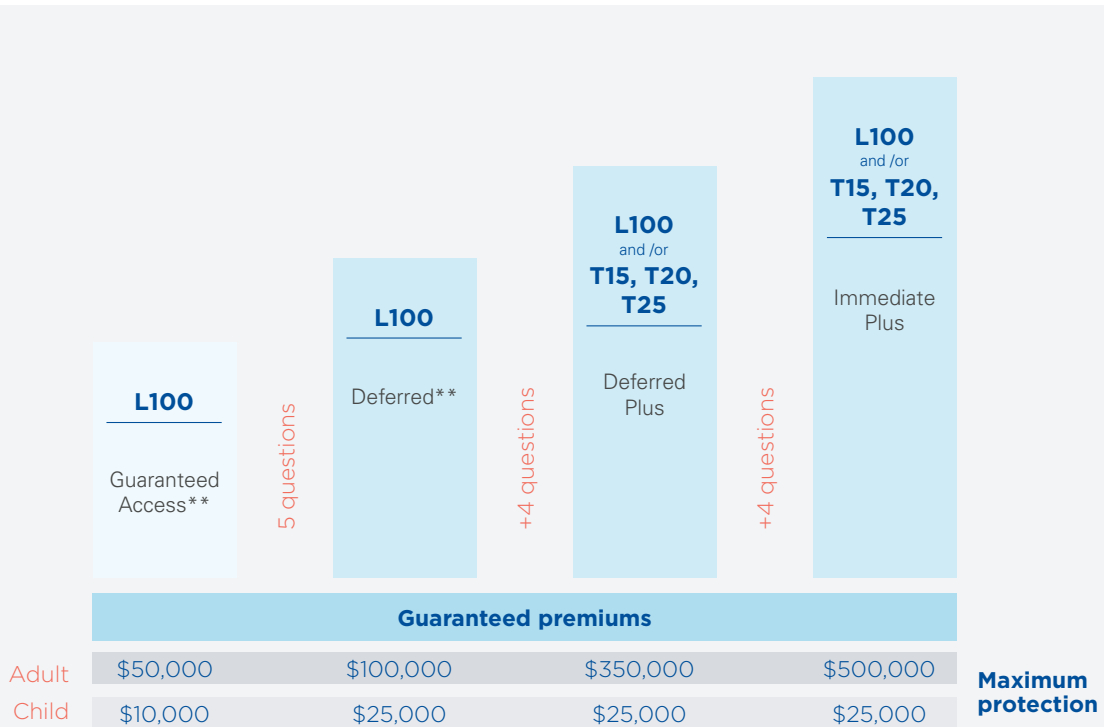 L100
Guaranteed
Access**
5 questions
L100
Deferred**
+4 questions
L100
and /or
T15, T20,
T25
Deferred
Plus
+4 questions
L100
and /or
T15, T20,
T25
Immediate
Plus
Guaranteed premiums
Adult $50,000 $100,000 $350,000 $500,000
Child $10,000 $25,000 $25,000 $25,000
Maximum
protection